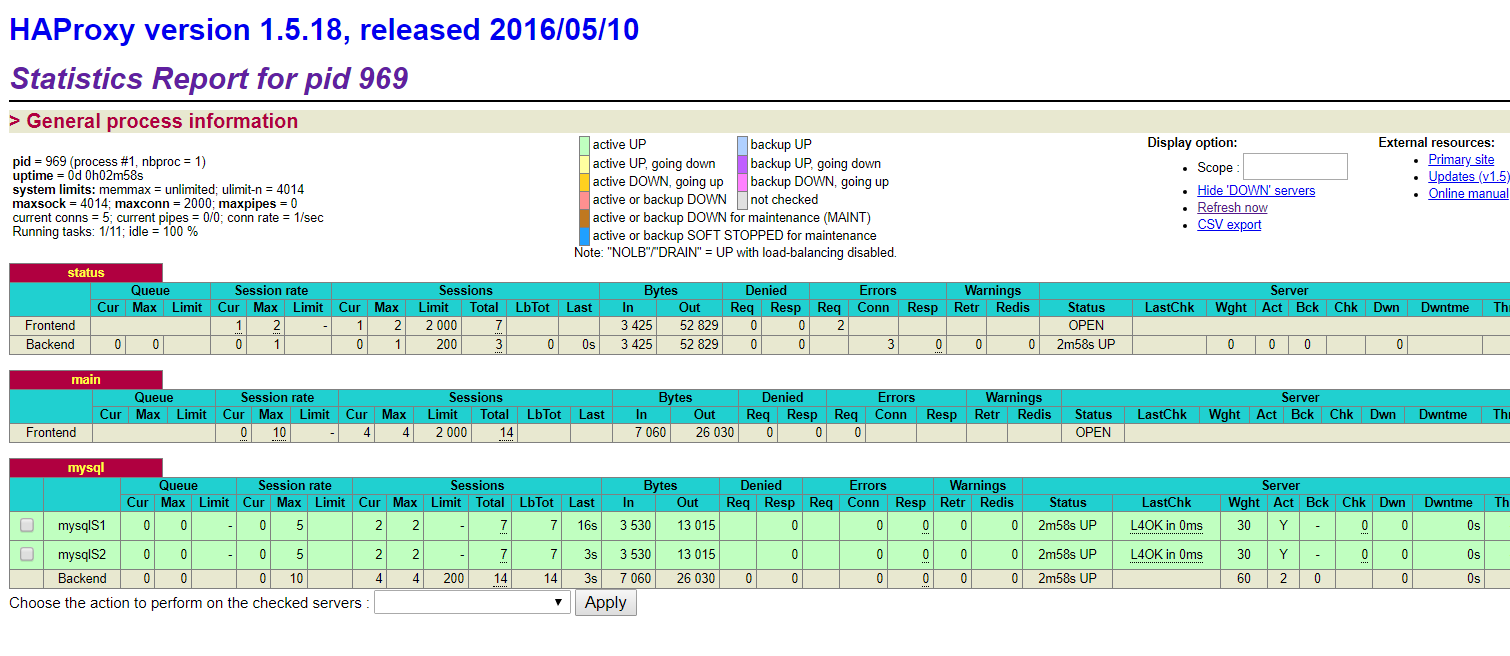 HAProxy version 1.5.18, released 2016/05/10
Statistics Report for pid 969
> General process information
pid = 969 (process #1, nbproc = 1)
uptime = 0d 0h02m58s
system limits: memmax = unlimited; ulimit-n = 4014
maxsock = 4014; maxconn = 2000; maxpipes = 0
current conns = 5; current pipes = 0/0; conn rate = 1/sec
Running tasks: 1/11; idle = 100 %
active UP backup UP
active UP, going down backup UP, going down
active DOWN, going up backup DOWN, going up
active or backup DOWN not checked
active or backup DOWN for maintenance (MAINT)
active or backup SOFT STOPPED for maintenance
Note: "NOLB"/"DRAIN" = UP with load-balancing disabled.
Display option:
• Scope :
• Hide 'DOWN' servers
• Refresh now
• CSV export
External resources:
• Primary site
• Updates (v1.5)
• Online manual
status
Queue Session rate Sessions Bytes Denied Errors Warnings Server
Cur Max Limit Cur Max Limit Cur Max Limit Total LbTot Last In Out Req Resp Req Conn Resp Retr Redis Status LastChk Wght Act Bck Chk Dwn Dwntme Th
Frontend 1 2 - 1 2 2 000 7 3 425 52 829 0 0 2 OPEN
Backend 0 0 0 1 0 1 200 3 0 0s 3 425 52 829 0 0 3 0 0 0 2m58s UP 0 0 0 0
main
Queue Session rate Sessions Bytes Denied Errors Warnings Server
Cur Max Limit Cur Max Limit Cur Max Limit Total LbTot Last In Out Req Resp Req Conn Resp Retr Redis Status LastChk Wght Act Bck Chk Dwn Dwntme Th
Frontend 0 10 - 4 4 2 000 14 7 060 26 030 0 0 0 OPEN
mysql
Queue Session rate Sessions Bytes Denied Errors Warnings Server
Cur Max Limit Cur Max Limit Cur Max Limit Total LbTot Last In Out Req Resp Req Conn Resp Retr Redis Status LastChk Wght Act Bck Chk Dwn Dwntme Th
mysqlS1 0 0 - 0 5 2 2 - 7 7 16s 3 530 13 015 0 0 0 0 0 2m58s UP L4OK in 0ms 30 Y - 0 0 0s
mysqlS2 0 0 - 0 5 2 2 - 7 7 3s 3 530 13 015 0 0 0 0 0 2m58s UP L4OK in 0ms 30 Y - 0 0 0s
Backend 0 0 0 10 4 4 200 14 14 3s 7 060 26 030 0 0 0 0 0 0 2m58s UP 60 2 0 0 0s
Choose the action to perform on the checked servers : Apply